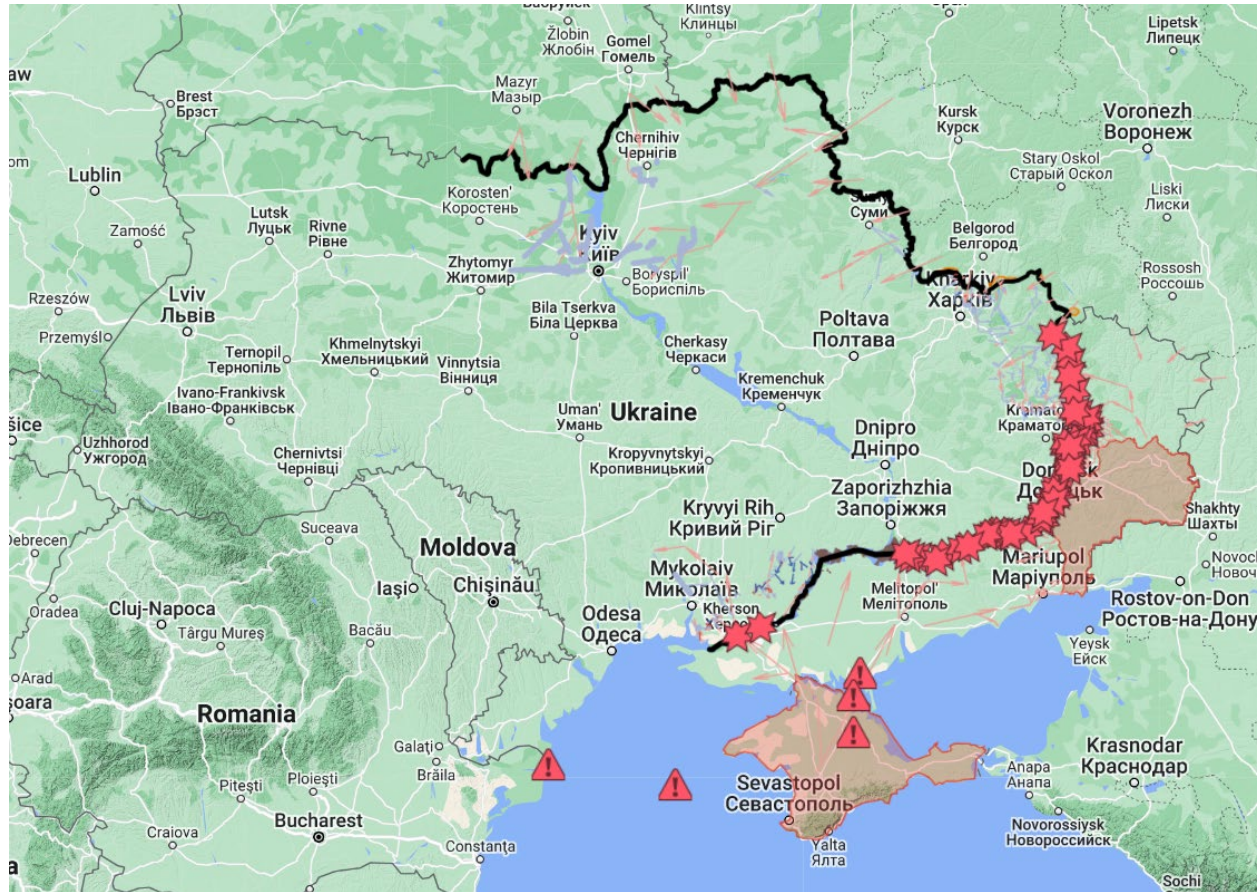 Бабруйск
Klintsy
Клинцы
Žlobin
Жлобін
Gomel
Гомель
Lipetsk
Липецк
Mazyr
Мазыр
Brest
Брэст
Kursk
Курск
Voronezh
Воронеж
Chernihiv
Чернігів
Stary Oskol
Старый Оскол
Lublin
Korosten'
Коростень
Liski
Лиски
Суми
Zamość
Lutsk
Луцьк
Rivne
Рівне
Belgorod
Белгород
Kyiv
Київ
Zhytomyr
Житомир
Boryspil'
Бориспіль
Kharkiv
Харків
Rossosh
Россошь
Rzeszów
Lviv
Львів
Bila Tserkva
Біла Церква
Poltava
Полтава
Przemyśl
Ternopil
Тернопіль
Khmelnytskyi
Хмельницький
Vinnytsia
Вінниця
Cherkasy
Черкаси
Kremenchuk
Кременчук
Ivano-Frankivsk
Івано-Франківськ
Uman'
Умань
Ukraine
Uzhhorod
Ужгород
Chernivtsi
Чернівці
Kropyvnytskyi
Кропивницький
Dnipro
Дніпро
Zaporizhzhia
Запоріжжя
Kryvyi Rih
Кривий Ріг
Shakhty
Шахты
Suceava
Debrecen
Moldova
Mykolaiv
Миколаїв
Mariupol
Маріуполь
Oradea
Iași
Chișinău
Kherson
Melitopol'
Мелітополь
Rostov-on-Don
Ростов-на-Дону
Cluj-Napoca
Târgu Mureș
Bacău
Odesa
Одеса
Yeysk
Ейск
Arad
Romania
Galați
Brăila
Krasnodar
Краснодар
Pitești
Ploiești
Sevastopol
Севастополь
Anapa
Анапа
Bucharest
Craiova
Constanța
Yalta
Ялта
Novorossiysk
Новороссийск
Sochi